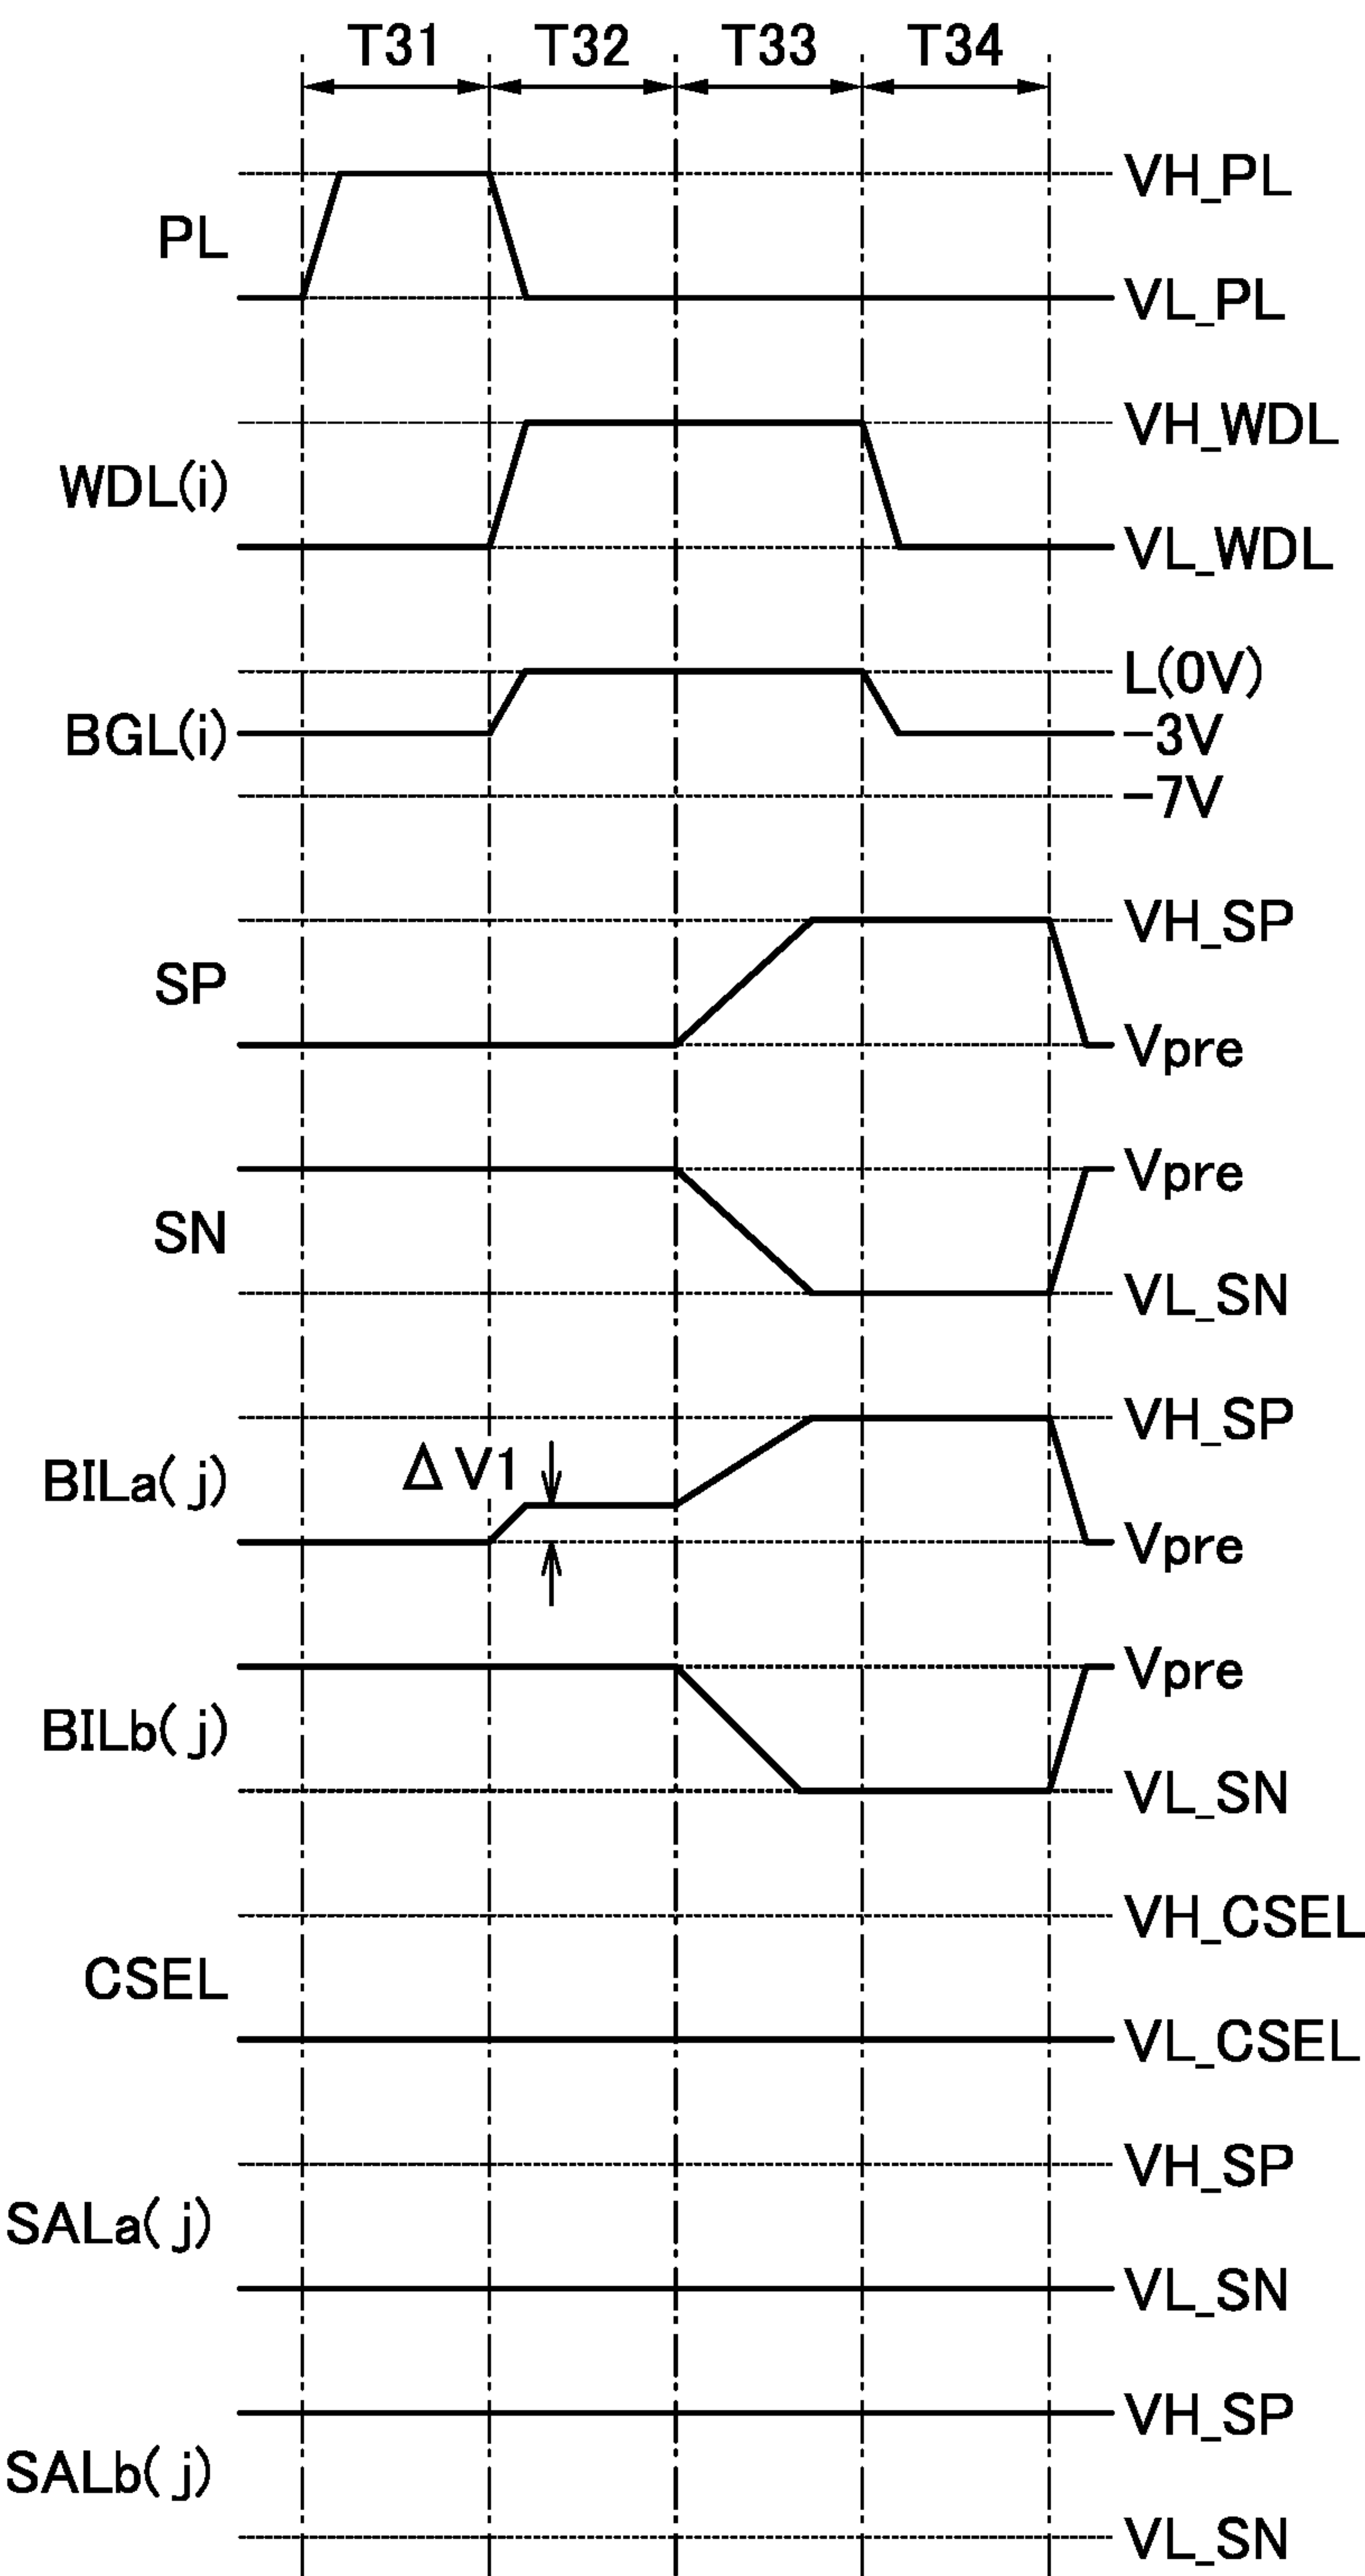 T31 T32 T33 T34
VH_PL
PL
VL_PL
VH_WDL
WDL(i)
VL_WDL
L(0V)
BGL(i)
-3V
-7V
VH_SP
SP
Vpre
Vpre
SN
VL_SN
VH_SP
ΔV1
BILa(j)
Vpre
Vpre
BILb(j)
VL_SN
VH_CSEL
CSEL
VL_CSEL
VH_SP
SALa(j)
VL_SN
VH_SP
SALb(j)
VL_SN